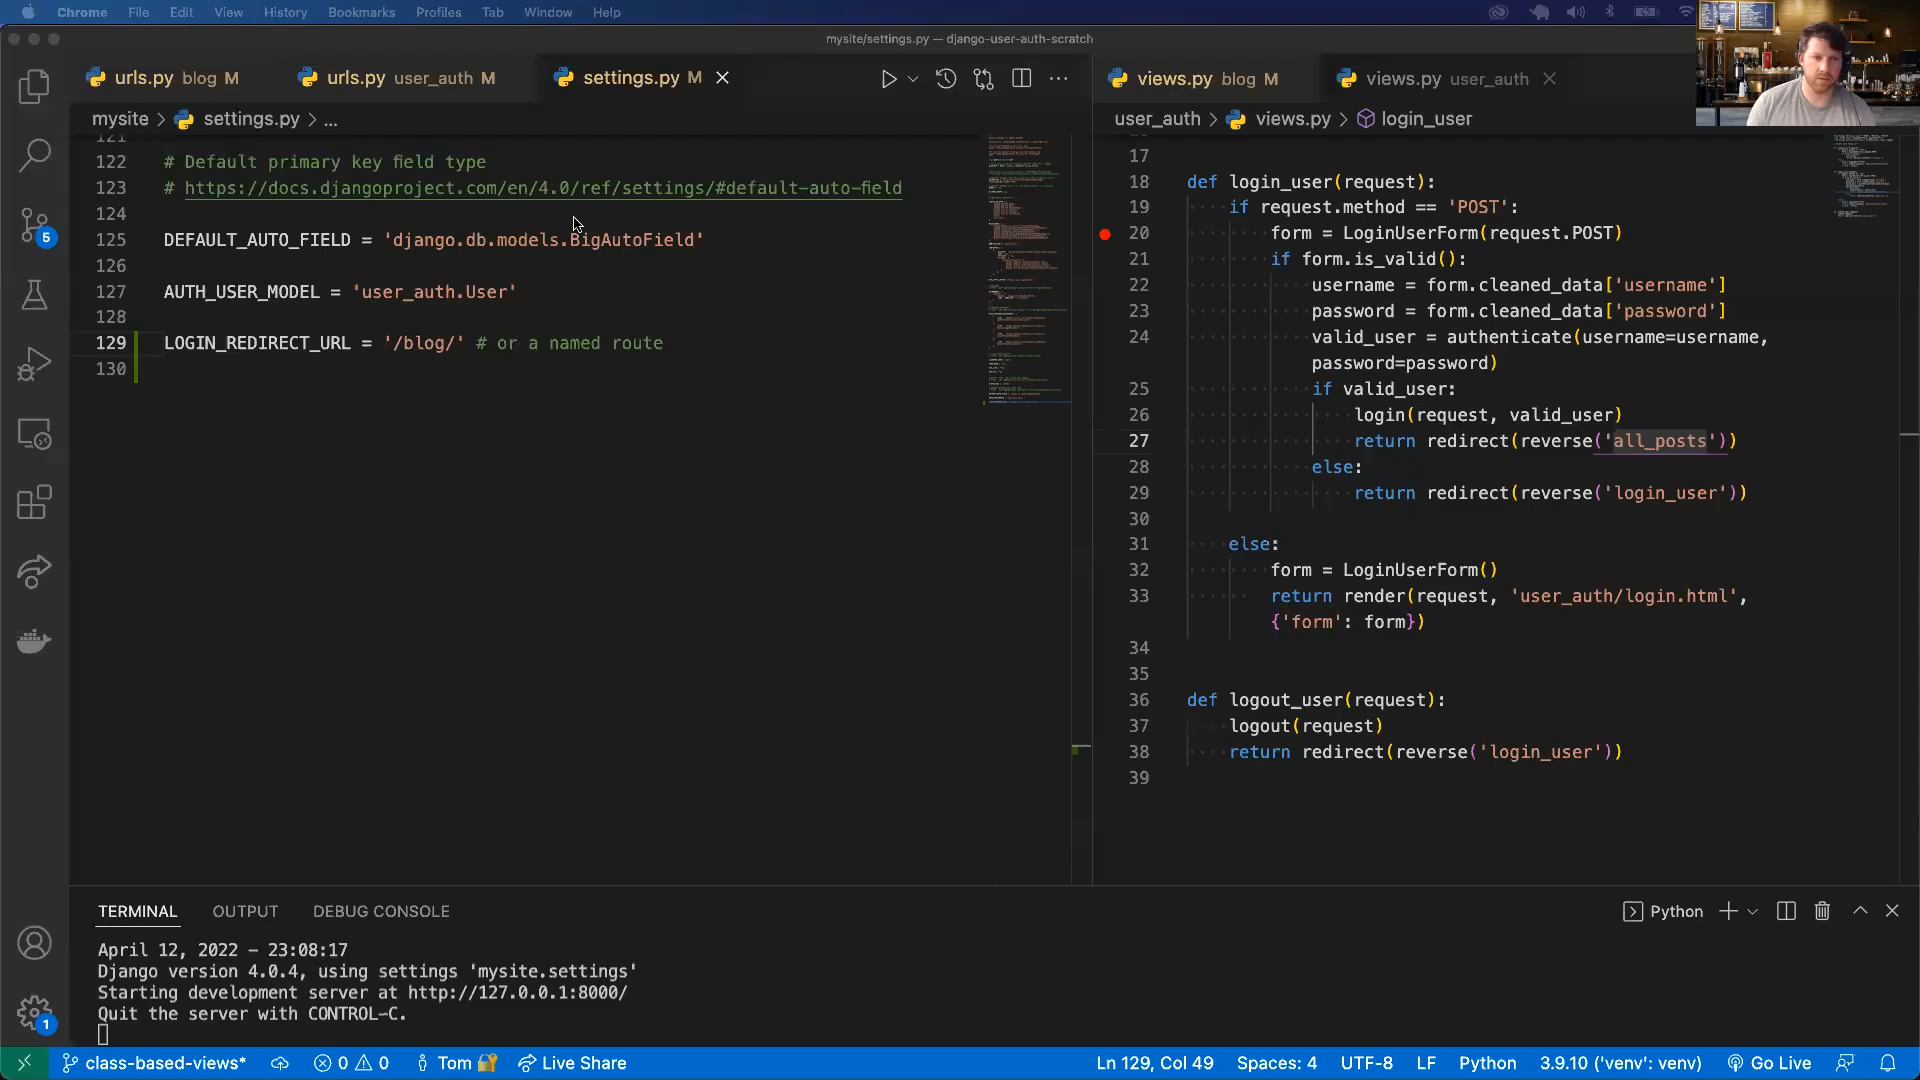 Chrome File Edit View History Bookmarks Profiles Tab Window Help
mysite/settings.py — django-user-auth-scratch
urls.py blog M urls.py user_auth M settings.py M
views.py blog M views.py user_auth
mysite > settings.py > ...
user_auth > views.py > login_user
121
122 # Default primary key field type
123 # https://docs.djangoproject.com/en/4.0/ref/settings/#default-auto-field
124
125 DEFAULT_AUTO_FIELD = 'django.db.models.BigAutoField'
126
127 AUTH_USER_MODEL = 'user_auth.User'
128
129 LOGIN_REDIRECT_URL = '/blog/' # or a named route
130
17
18 def login_user(request):
19 if request.method == 'POST':
20 form = LoginUserForm(request.POST)
21 if form.is_valid():
22 username = form.cleaned_data['username']
23 password = form.cleaned_data['password']
24 valid_user = authenticate(username=username,
password=password)
25 if valid_user:
26 login(request, valid_user)
27 return redirect(reverse('all_posts'))
28 else:
29 return redirect(reverse('login_user'))
30
31 else:
32 form = LoginUserForm()
33 return render(request, 'user_auth/login.html',
{'form': form})
34
35
36 def logout_user(request):
37 logout(request)
38 return redirect(reverse('login_user'))
39
5
TERMINAL OUTPUT DEBUG CONSOLE
Python
April 12, 2022 - 23:08:17
Django version 4.0.4, using settings 'mysite.settings'
Starting development server at http://127.0.0.1:8000/
Quit the server with CONTROL-C.
1
class-based-views* 0 0 Tom Live Share
Ln 129, Col 49 Spaces: 4 UTF-8 LF Python 3.9.10 ('venv': venv) Go Live